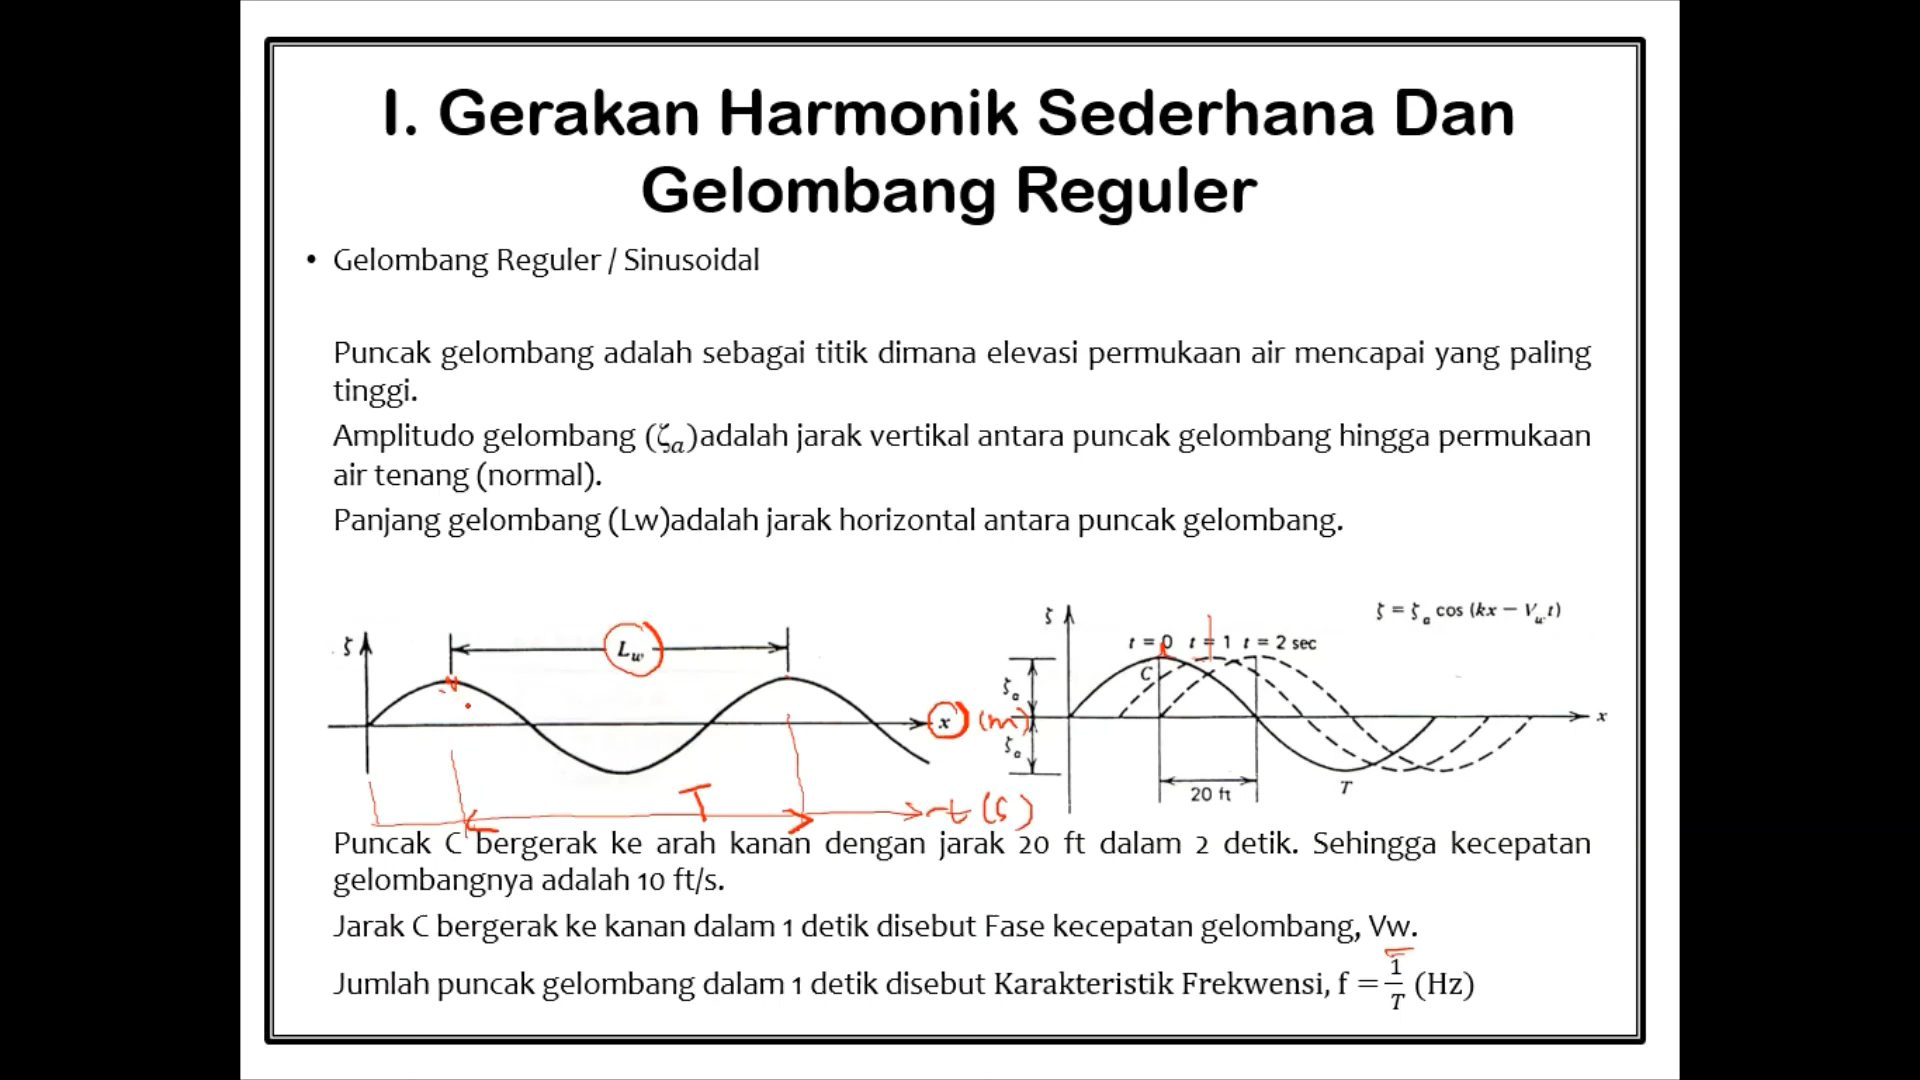 I. Gerakan Harmonik Sederhana Dan
Gelombang Reguler
• Gelombang Reguler / Sinusoidal
Puncak gelombang adalah sebagai titik dimana elevasi permukaan air mencapai yang paling
tinggi.
Amplitudo gelombang (ζₐ)adalah jarak vertikal antara puncak gelombang hingga permukaan
air tenang (normal).
Panjang gelombang (Lw)adalah jarak horizontal antara puncak gelombang.
ζ
L_w
x (m)
T
t (s)
ζ
ζ = ζₐ cos (kx − V_w t)
t = 0 t = 1 t = 2 sec
C
ζₐ
ζₐ
x
20 ft
T
Puncak C bergerak ke arah kanan dengan jarak 20 ft dalam 2 detik. Sehingga kecepatan
gelombangnya adalah 10 ft/s.
Jarak C bergerak ke kanan dalam 1 detik disebut Fase kecepatan gelombang, Vw.
Jumlah puncak gelombang dalam 1 detik disebut Karakteristik Frekwensi, f = 1/T (Hz)